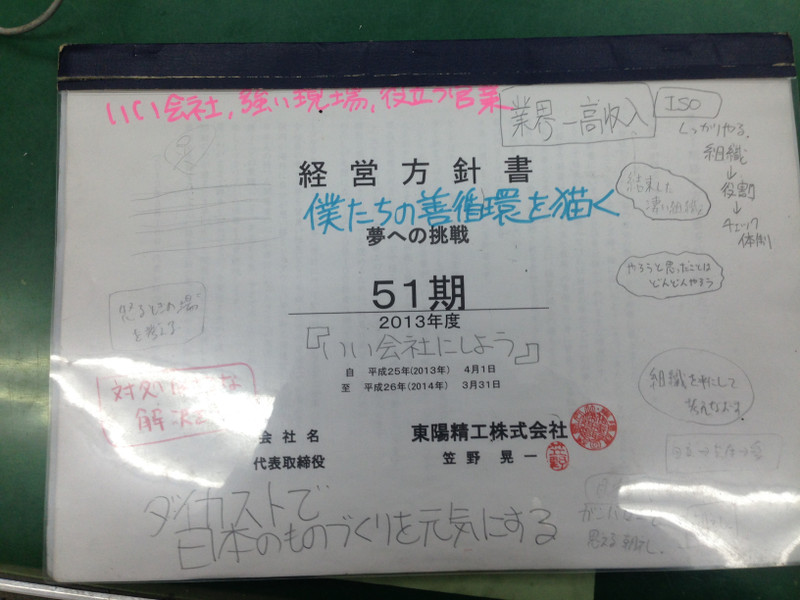 いい会社,強い現場,役立つ営業
業界一高収入
ISO
しっかりやる。
組織
↓
役割
↓
チェック
体制
経営方針書
僕たちの善循環を描く
夢への挑戦
結束した
凄い組織。
やろうと思ったことは
どんどんやろう
51期
2013年度
『いい会社にしよう』
自 平成25年(2013年) 4月1日
至 平成26年(2014年) 3月31日
を考える
解決
組織を
会社名 東陽精工株式会社
代表取締役 笠野晃一
ダイカストで
日本のものづくりを元気にする